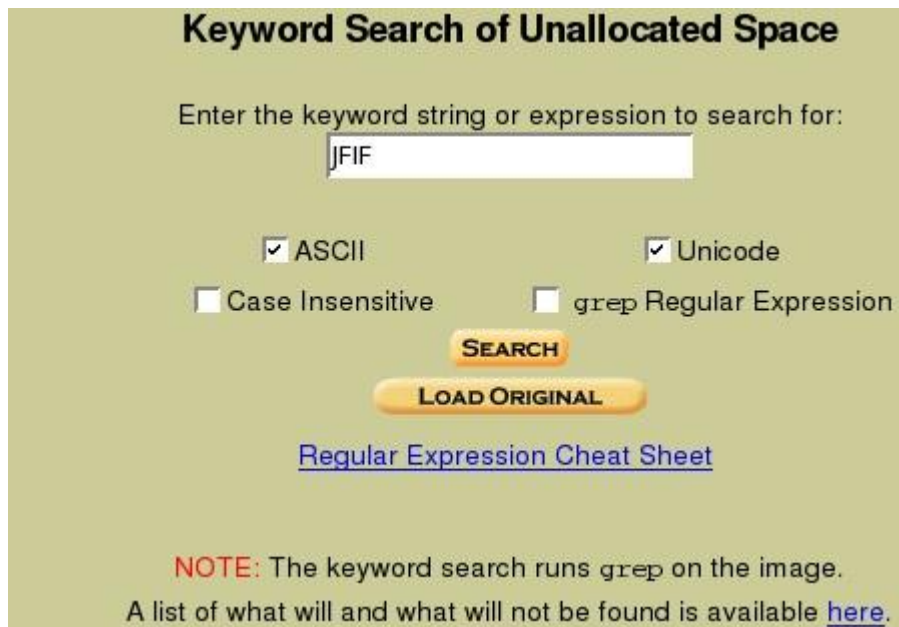 Keyword Search of Unallocated Space
Enter the keyword string or expression to search for:
JFIF
ASCII Unicode
Case Insensitive grep Regular Expression
SEARCH
LOAD ORIGINAL
Regular Expression Cheat Sheet
NOTE: The keyword search runs grep on the image.
A list of what will and what will not be found is available here.